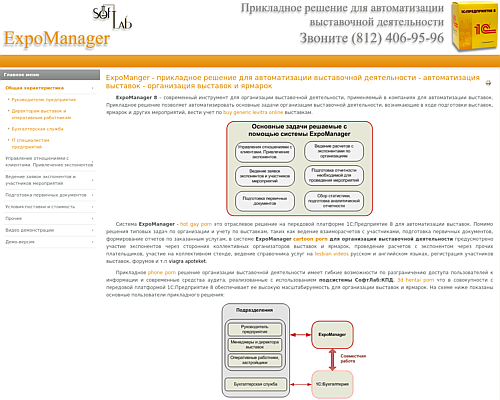 Soft Lab
ExpoManager
Прикладное решение для автоматизации
выставочной деятельности
Звоните (812) 406-95-96
1С:ПРЕДПРИЯТИЕ 8
1С
Главное меню
Общая характеристика
Руководителю предприятия
Директорам выставок и
оперативным работникам
Бухгалтерская служба
IT специалистам
предприятий
Управление отношениями с
клиентами. Привлечение экспонентов
Ведение заявок экспонентов и
участников мероприятий
Подготовка первичных документов
Условия поставки и стоимость
Прочее
Видео демонстрации
Демо-версия
ExpoManger - прикладное решение для автоматизации выставочной деятельности - автоматизация
выставок - организация выставок и ярмарок
ExpoManager 8 – современный инструмент для организации выставочной деятельности, применяемый в компаниях для автоматизации выставок.
Прикладное решение позволяет автоматизировать основные задачи организации выставочной деятельности, возникающие в ходе подготовки выставок,
ярмарок и других мероприятий, вести учет по buy generic levitra online выставкам.
Основные задачи решаемые с
помощью системы ExpoManager
Управление отношениями с
клиентами. Привлечение
экспонентов.
Ведение расчетов с
экспонентами по
организациям
Ведение заявок
экспонентов и участников
мероприятий
Подготовка отчетности
необходимой для
проведения мероприятий
Подготовка первичных
документов
Сбор статистики,
подготовка аналитической
отчетности
Система ExpoManager - hot gay porn это отраслевое решение на передовой платформе 1С:Предприятие 8 для автоматизации выставок. Помимо
решения типовых задач по организации и учету по выставкам, таких как ведение взаиморасчетов с участниками, подготовка первичных документов,
формирование отчетов по заказанным услугам, в системе ExpoManager cartoon porn для организации выставочной деятельности предусмотрено
участие экспонентов через сторонних коллективных организаторов выставок и ярмарок, проведение расчетов с экспонентом через прочих
плательщиков, участие на коллективном стенде, ведение справочника услуг на lesbian videos русском и английском языках, регистрация участников
выставок, форумов и т.п viagra apoteket.
Прикладное phone porn решение организации выставочной деятельности имеет гибкие возможности по разграничению доступа пользователей к
информации и современные средства аудита, реализованные с использованием подсистемы СофтЛаб:КПД, 3d hentai porn что в совокупности с
передовой платформой 1С:Предприятие 8 обеспечивает ее высокую масштабируемость для организации выставок и ярмарок. На схеме ниже показаны
основные пользователи прикладного решения:
Подразделения
Руководитель
предприятие
Менеджеры и директора
выставок
Оперативные работники,
застройщики
Бухгалтерская служба
ExpoManager
Совместная
работа
1С:Бухгалтерия